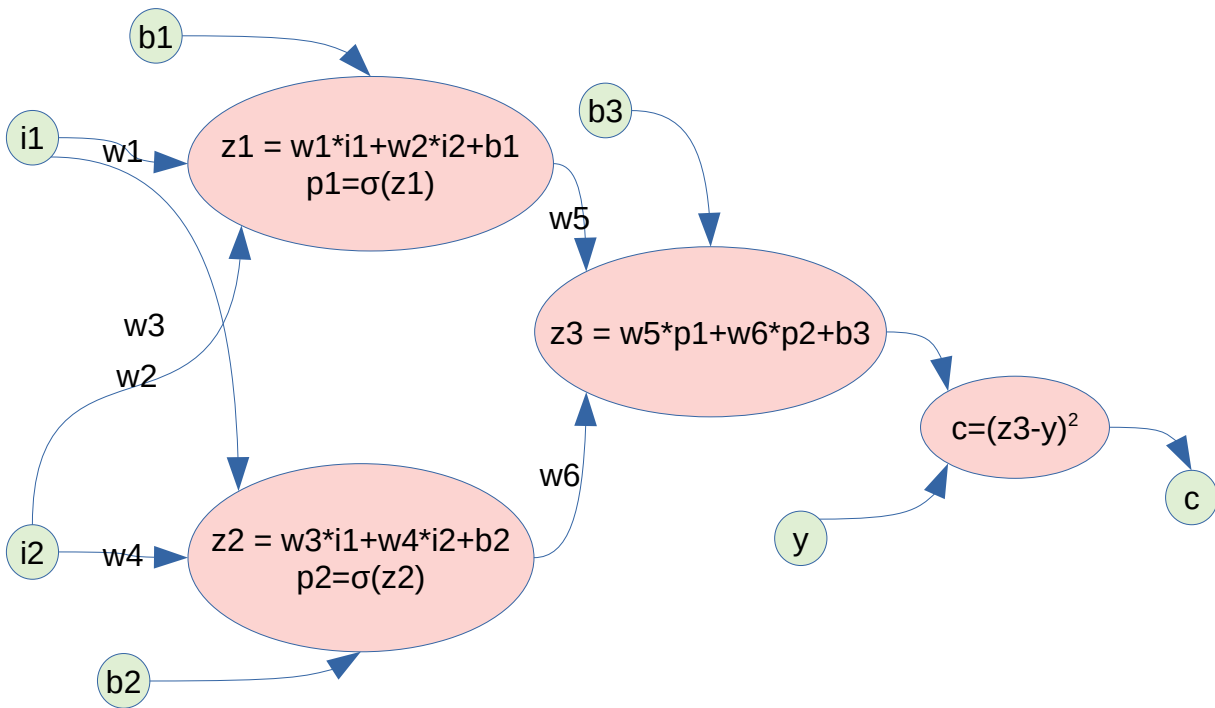 b1
i1
w1
z1 = w1*i1+w2*i2+b1
p1=σ(z1)
b3
w5
w3
w2
z3 = w5*p1+w6*p2+b3
c=(z3-y)²
w6
c
y
i2
w4
z2 = w3*i1+w4*i2+b2
p2=σ(z2)
b2